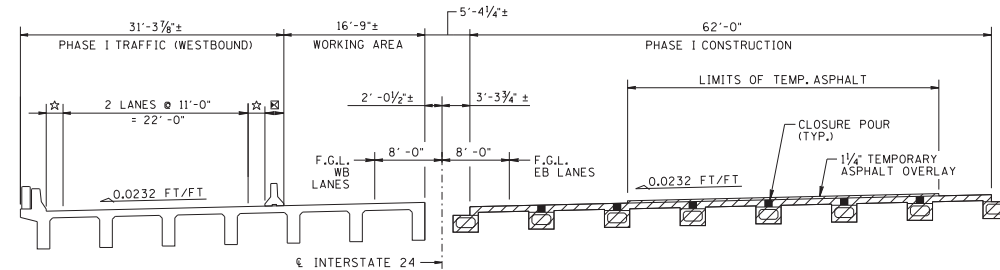 31'-3⅞"±
16'-9"±
5'-4¼"±
62'-0"
PHASE I TRAFFIC (WESTBOUND)
WORKING AREA
PHASE I CONSTRUCTION
LIMITS OF TEMP. ASPHALT
2 LANES @ 11'-0"
= 22'-0"
2'-0½"±
3'-3¾"±
CLOSURE POUR
(TYP.)
8'-0"
8'-0"
F.G.L.
WB
LANES
F.G.L.
EB LANES
1¼" TEMPORARY
ASPHALT OVERLAY
0.0232 FT/FT
0.0232 FT/FT
℄ INTERSTATE 24